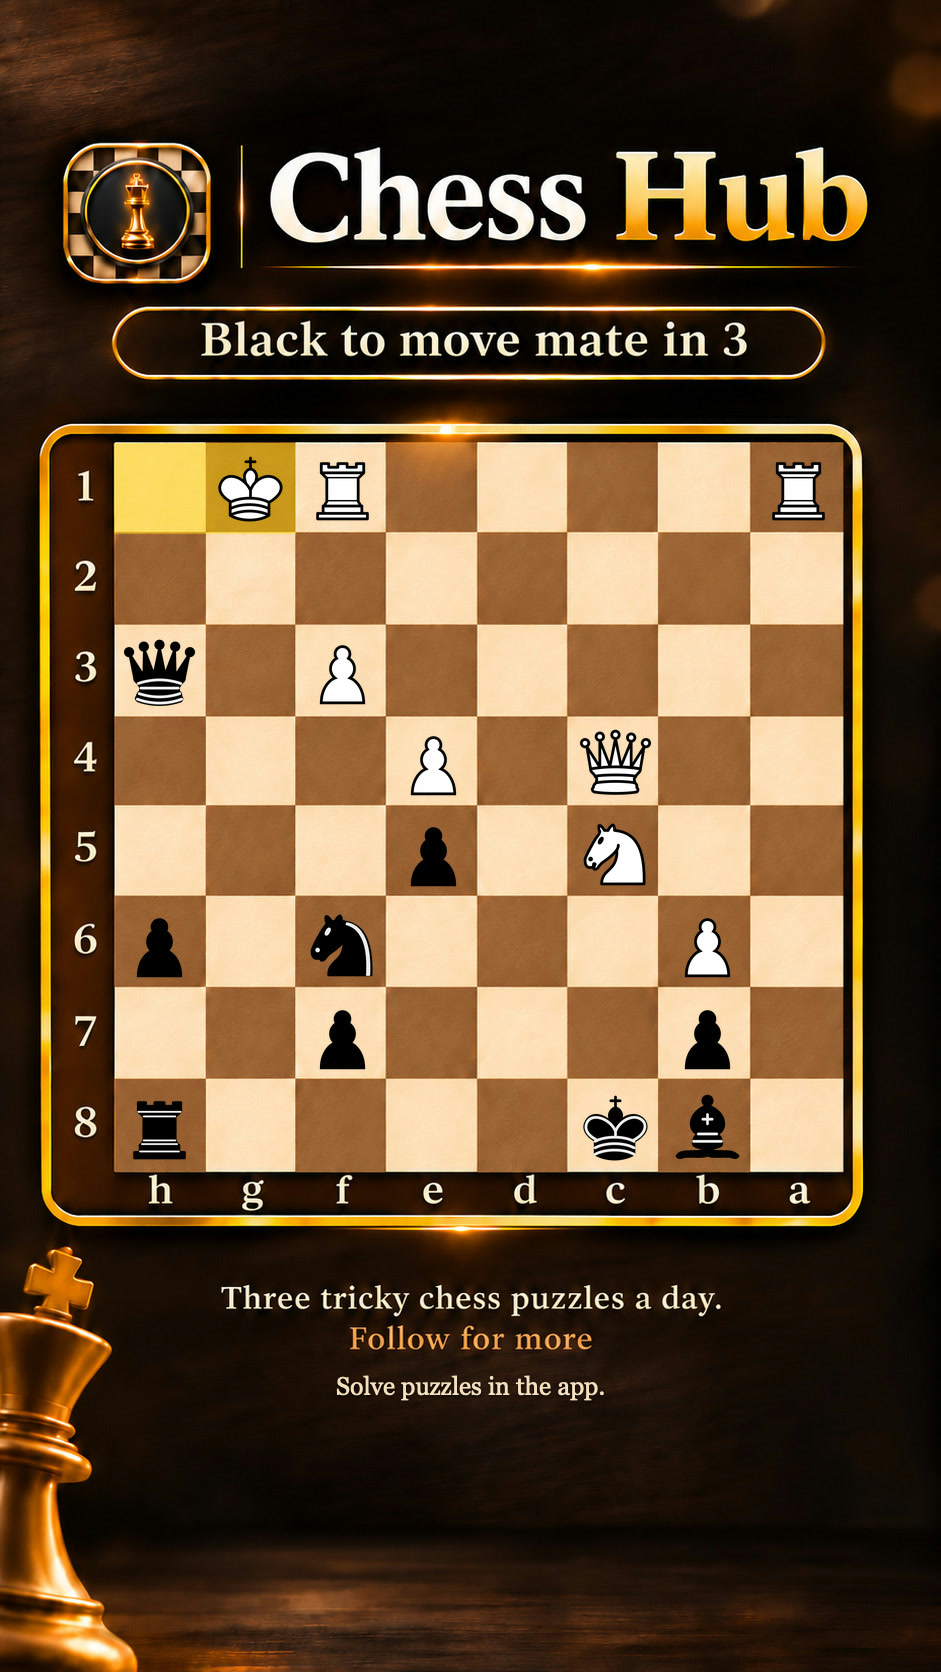 Chess Hub
Black to move mate in 3
1
2
3
4
5
6
7
8
h g f e d c b a
Three tricky chess puzzles a day.
Follow for more
Solve puzzles in the app.